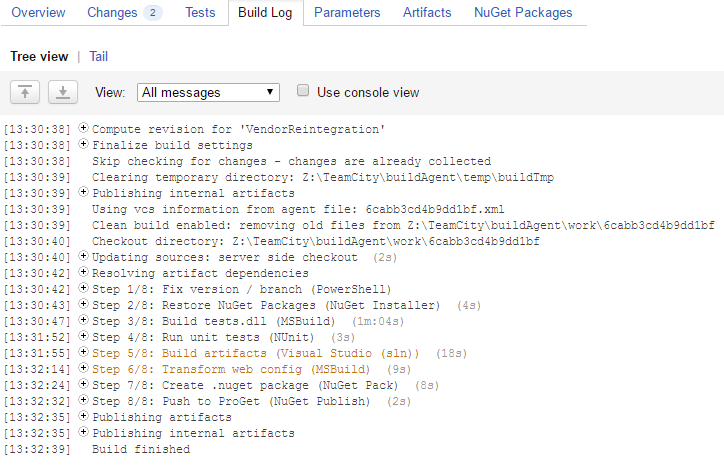 Overview Changes 2 Tests Build Log Parameters Artifacts NuGet Packages
Tree view | Tail
View: All messages Use console view
[13:30:38] Compute revision for 'VendorReintegration'
[13:30:38] Finalize build settings
[13:30:38] Skip checking for changes - changes are already collected
[13:30:39] Clearing temporary directory: Z:\TeamCity\buildAgent\temp\buildTmp
[13:30:39] Publishing internal artifacts
[13:30:39] Using vcs information from agent file: 6cabb3cd4b9dd1bf.xml
[13:30:39] Clean build enabled: removing old files from Z:\TeamCity\buildAgent\work\6cabb3cd4b9dd1bf
[13:30:40] Checkout directory: Z:\TeamCity\buildAgent\work\6cabb3cd4b9dd1bf
[13:30:40] Updating sources: server side checkout (2s)
[13:30:42] Resolving artifact dependencies
[13:30:42] Step 1/8: Fix version / branch (PowerShell)
[13:30:43] Step 2/8: Restore NuGet Packages (NuGet Installer) (4s)
[13:30:47] Step 3/8: Build tests.dll (MSBuild) (1m:04s)
[13:31:52] Step 4/8: Run unit tests (NUnit) (3s)
[13:31:55] Step 5/8: Build artifacts (Visual Studio (sln)) (18s)
[13:32:14] Step 6/8: Transform web config (MSBuild) (9s)
[13:32:24] Step 7/8: Create .nuget package (NuGet Pack) (8s)
[13:32:32] Step 8/8: Push to ProGet (NuGet Publish) (2s)
[13:32:35] Publishing artifacts
[13:32:35] Publishing internal artifacts
[13:32:39] Build finished